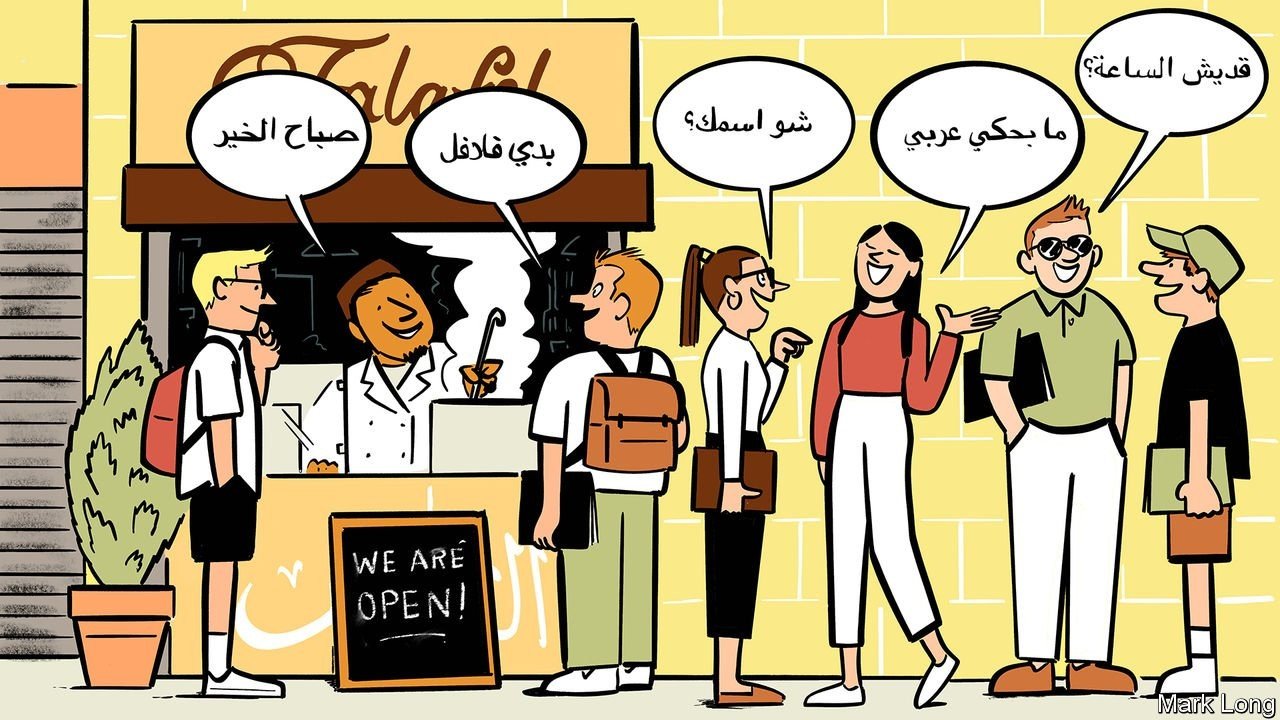 Falafel
صباح الخير
بدي فلافل
شو اسمك؟
ما بحكي عربي
قديش الساعة؟
WE ARE
OPEN!
Mark Long